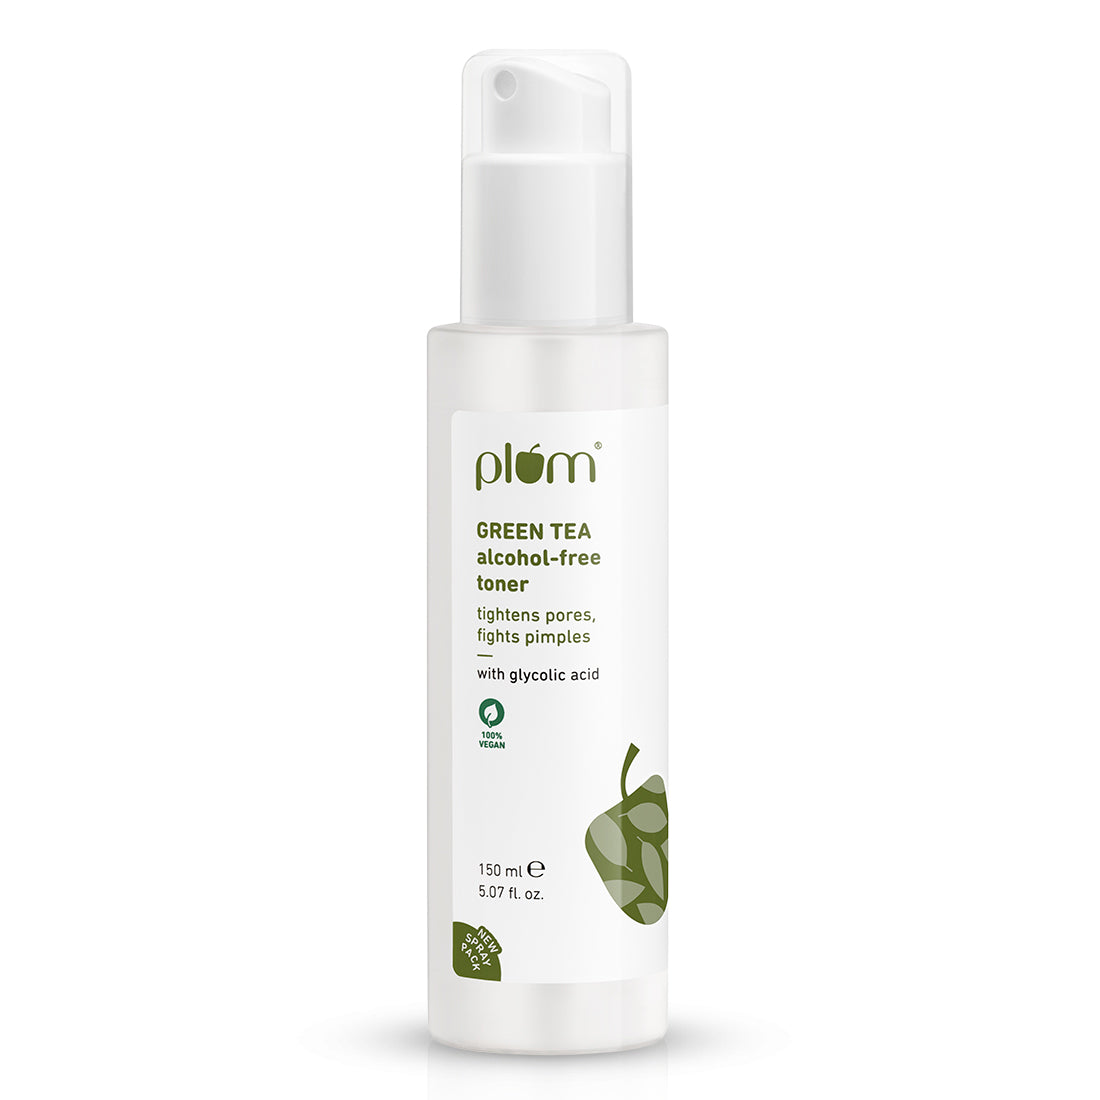 plum®
GREEN TEA
alcohol-free
toner
tightens pores,
fights pimples
with glycolic acid
100%
VEGAN
150 ml ℮
5.07 fl. oz.
NEW
SPRAY
PACK